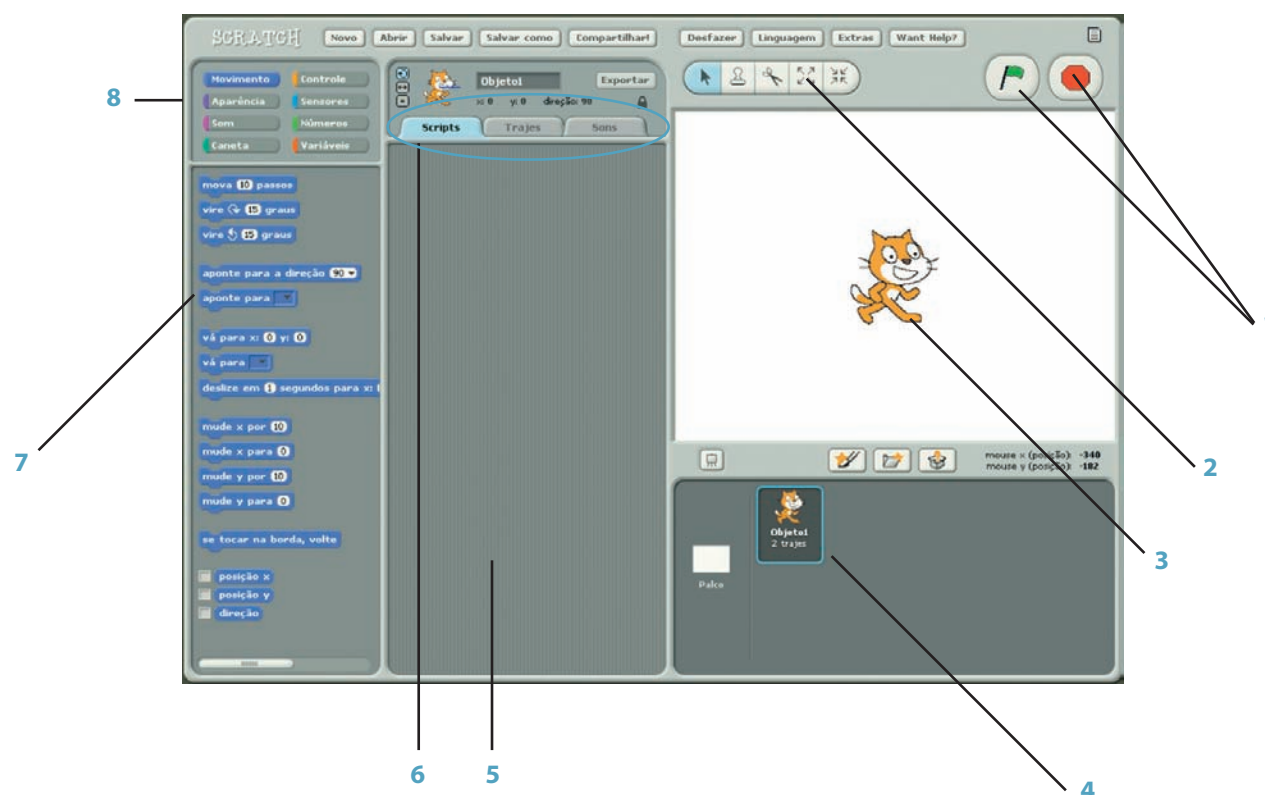 SCRATCH Novo Abrir Salvar Salvar como Compartilhar! Desfazer Linguagem Extras Want Help?
Movimento Controle
Aparência Sensores
Som Números
Caneta Variáveis
Objeto1 Exportar
x: 0 y: 0 direção: 90
Scripts Trajes Sons
mova 10 passos
vire 15 graus
vire 15 graus
aponte para a direção 90
aponte para
vá para x: 0 y: 0
vá para
deslize em 1 segundos para x:
mude x por 10
mude x para 0
mude y por 10
mude y para 0
se tocar na borda, volte
posição x
posição y
direção
mouse x (posição): -340
mouse y (posição): -182
Objeto1
2 trajes
Palco
8
7
6
5
4
3
2